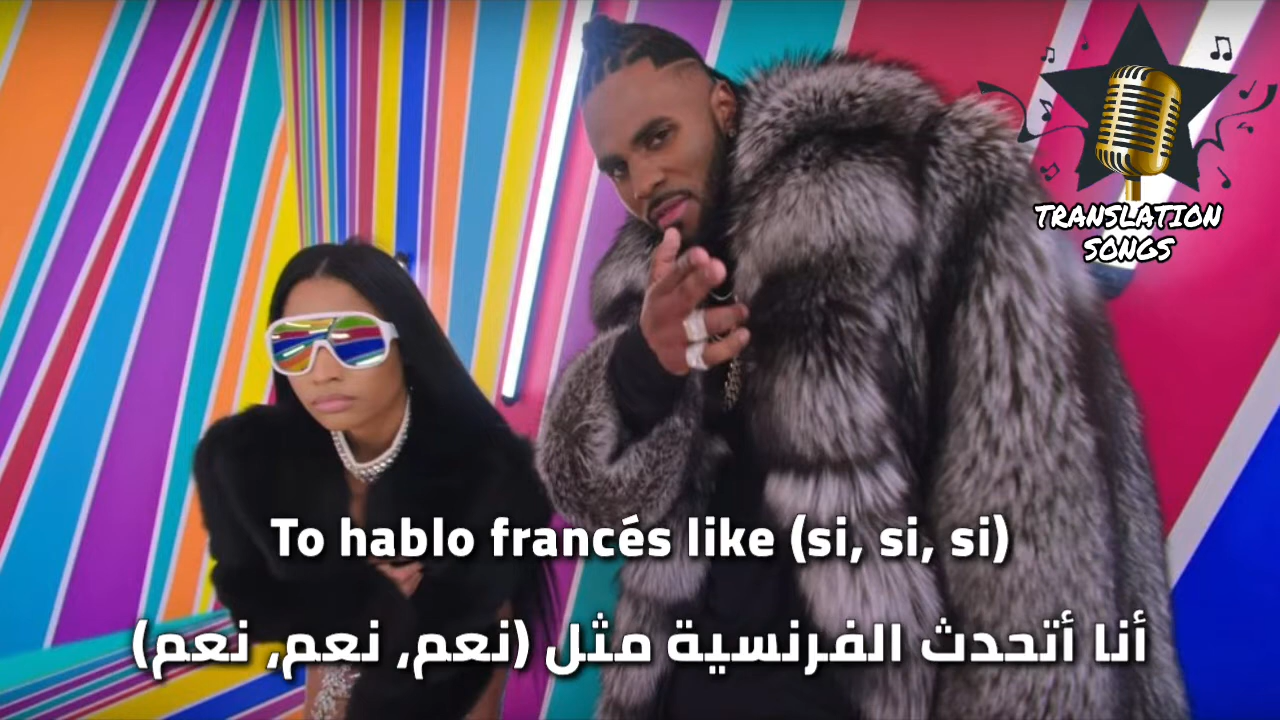 TRANSLATION
SONGS
To hablo francés like (si, si, si)
أنا أتحدث الفرنسية مثل (نعم, نعم, نعم)